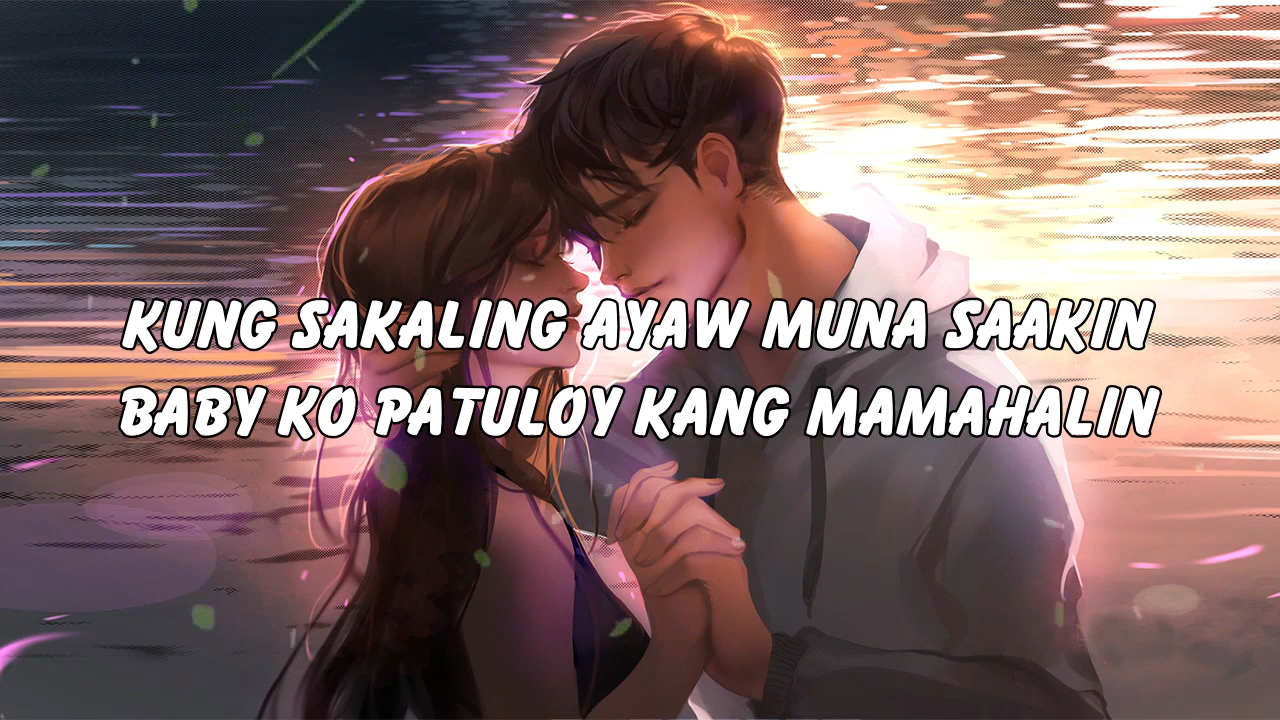 KUNG SAKALING AYAW MUNA SAAKIN
BABY KO PATULOY KANG MAMAHALIN